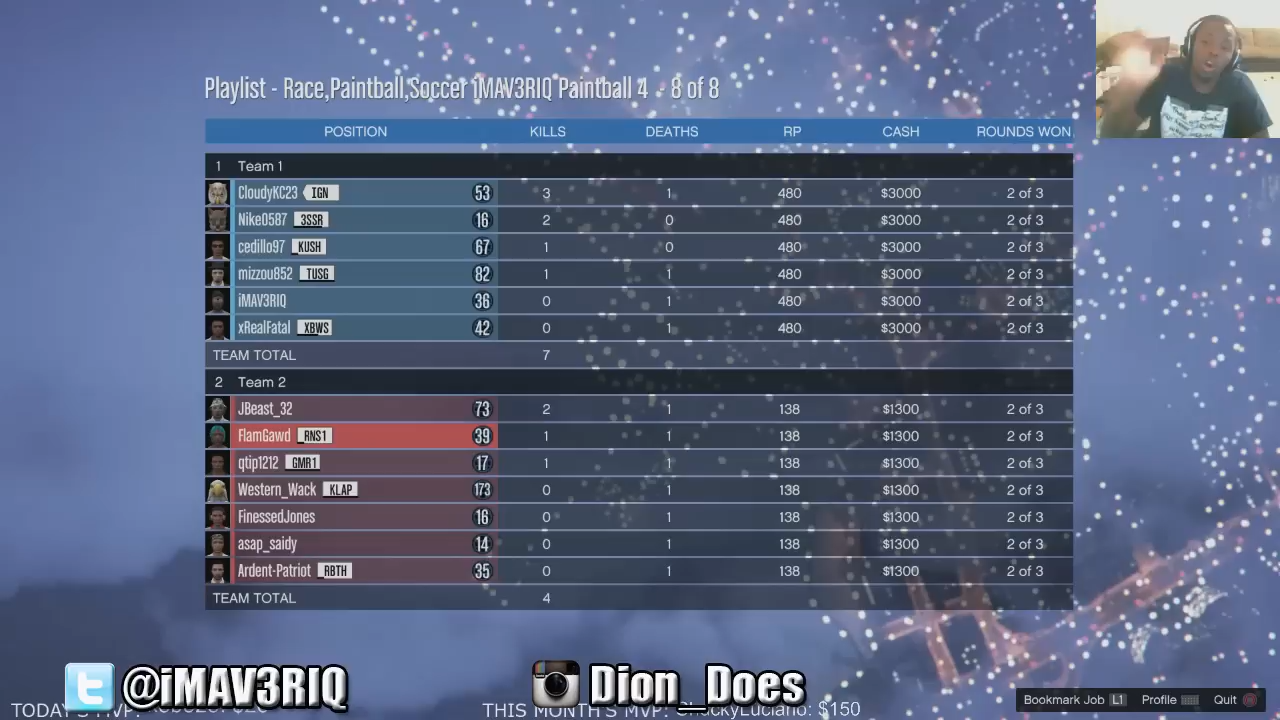 Playlist - Race,Paintball,Soccer iMAV3RIQ Paintball 4 - 8 of 8
POSITION KILLS DEATHS RP CASH ROUNDS WON
1 Team 1
CloudyKC23 IGN 53 3 1 480 $3000 2 of 3
Nike0587 3SSR 16 2 0 480 $3000 2 of 3
cedillo97 KUSH 67 1 0 480 $3000 2 of 3
mizzou852 TUSG 82 1 1 480 $3000 2 of 3
iMAV3RIQ 36 0 1 480 $3000 2 of 3
xRealFatal XBWS 42 0 1 480 $3000 2 of 3
TEAM TOTAL 7
2 Team 2
JBeast_32 73 2 1 138 $1300 2 of 3
FlamGawd RNS1 39 1 1 138 $1300 2 of 3
qtip1212 GMR1 17 1 1 138 $1300 2 of 3
Western_Wack KLAP 173 0 1 138 $1300 2 of 3
FinessedJones 16 0 1 138 $1300 2 of 3
asap_saidy 14 0 1 138 $1300 2 of 3
Ardent-Patriot RBTH 35 0 1 138 $1300 2 of 3
TEAM TOTAL 4
@iMAV3RIQ Dion_Does
Bookmark Job L1 Profile Quit
TODAY'S MVP: THIS MONTH'S MVP: ChuckyLuciano: $150